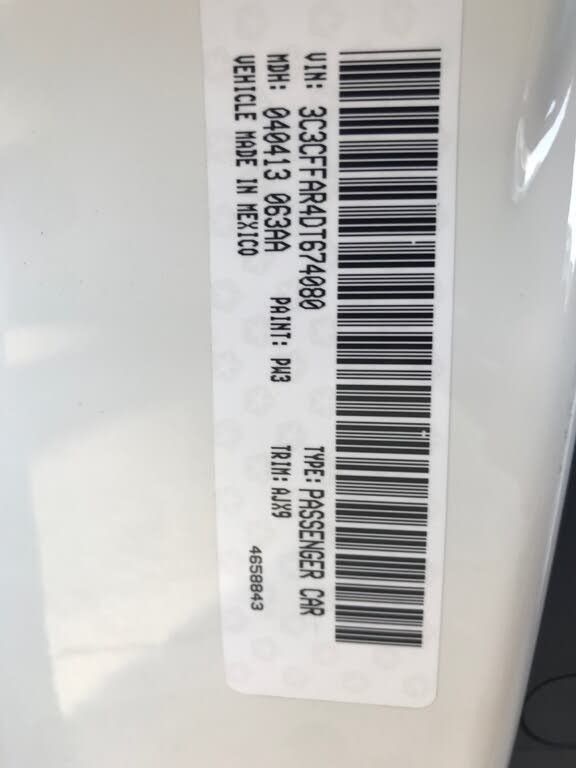 VIN: 3C3CFFAR4DT674080 TYPE: PASSENGER CAR
MDH: 040413 063AA PAINT: PW3 TRIM: AJX9
VEHICLE MADE IN MEXICO 4658843